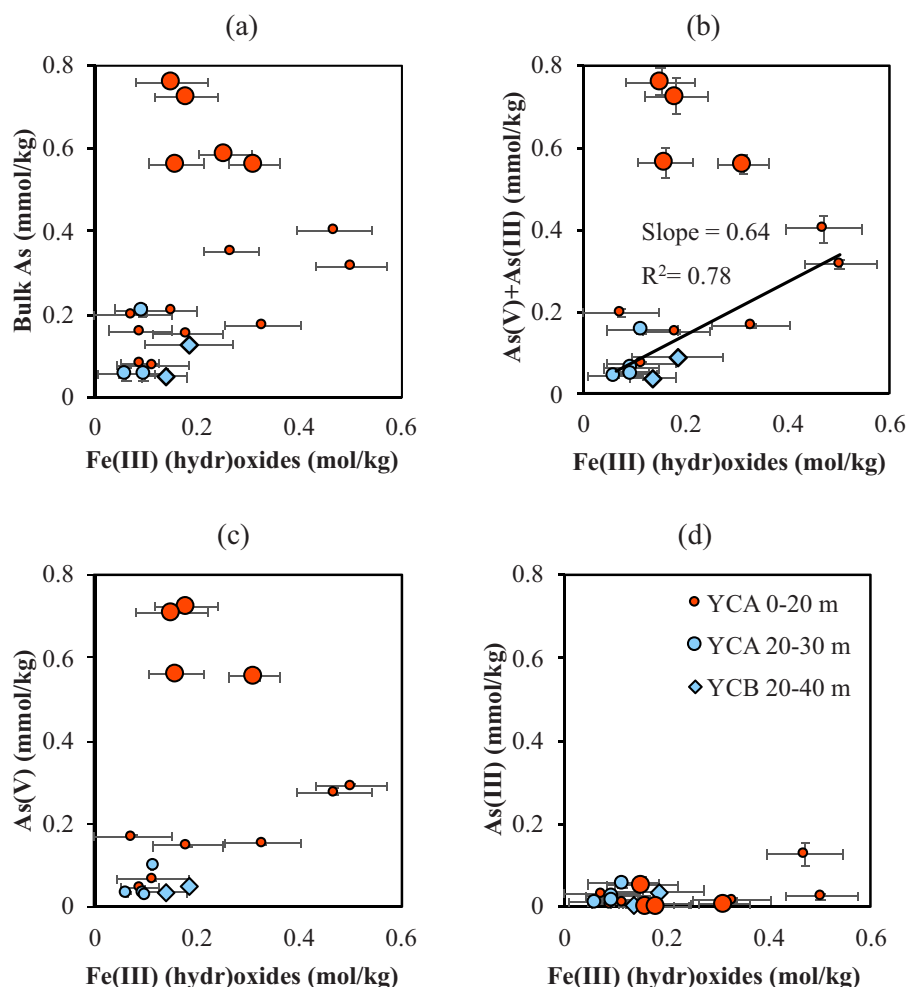 (a)
(b)
0.8
0.6
0.4
0.2
0
Bulk As (mmol/kg)
0
0.2
0.4
0.6
Fe(III) (hydr)oxides (mol/kg)
0.8
0.6
0.4
0.2
0
As(V)+As(III) (mmol/kg)
Slope = 0.64
R²= 0.78
0
0.2
0.4
0.6
Fe(III) (hydr)oxides (mol/kg)
(c)
(d)
0.8
0.6
0.4
0.2
0
As(V) (mmol/kg)
0
0.2
0.4
0.6
Fe(III) (hydr)oxides (mol/kg)
0.8
0.6
0.4
0.2
0
As(III) (mmol/kg)
YCA 0-20 m
YCA 20-30 m
YCB 20-40 m
0
0.2
0.4
0.6
Fe(III) (hydr)oxides (mol/kg)